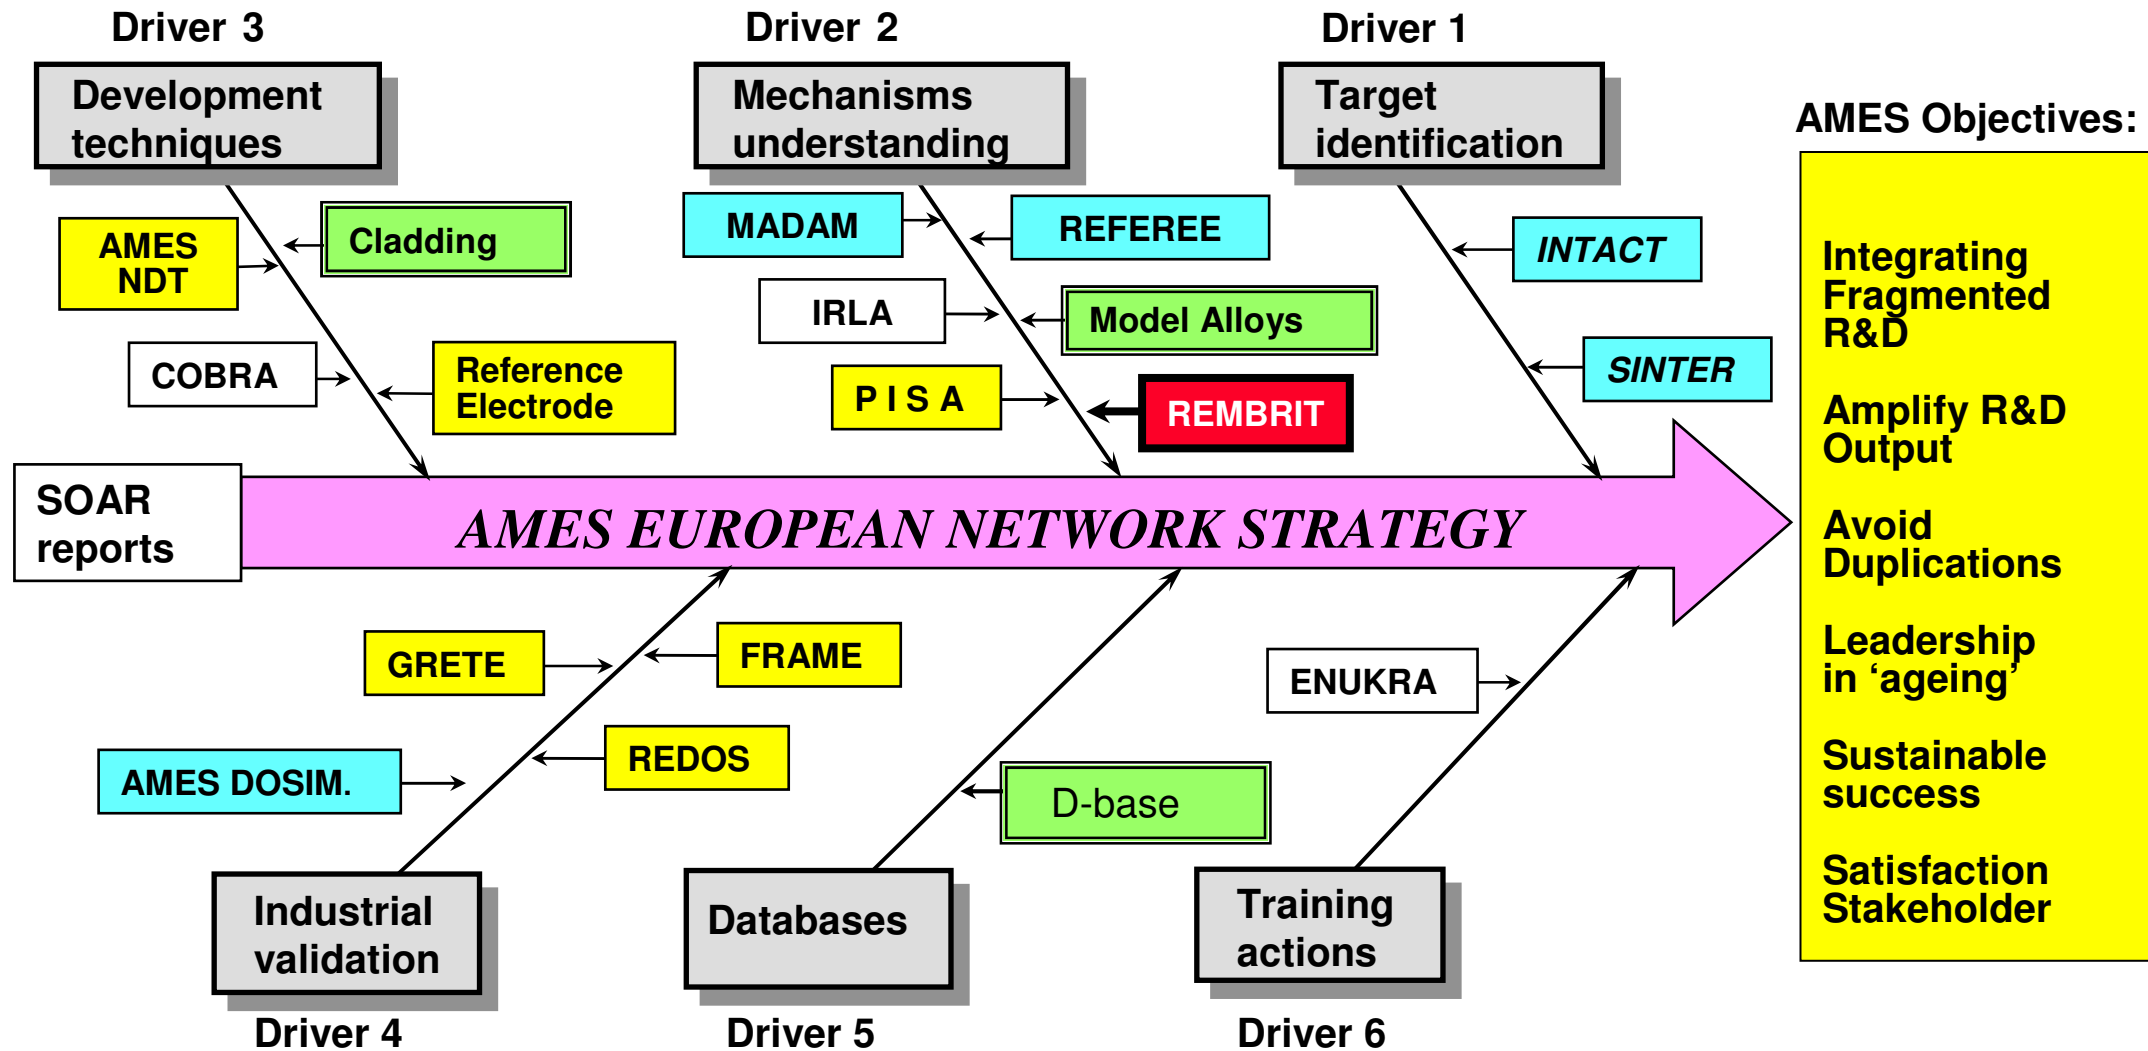 Driver 3
Driver 2
Driver 1
Development
techniques
Mechanisms
understanding
Target
identification
AMES Objectives:
AMES
NDT
Cladding
MADAM
REFEREE
INTACT
IRLA
Model Alloys
COBRA
Reference
Electrode
P I S A
REMBRIT
SINTER
SOAR
reports
AMES EUROPEAN NETWORK STRATEGY
GRETE
FRAME
ENUKRA
AMES DOSIM.
REDOS
D-base
Industrial
validation
Databases
Training
actions
Driver 4
Driver 5
Driver 6
Integrating
Fragmented
R&D
Amplify R&D
Output
Avoid
Duplications
Leadership
in ‘ageing’
Sustainable
success
Satisfaction
Stakeholder